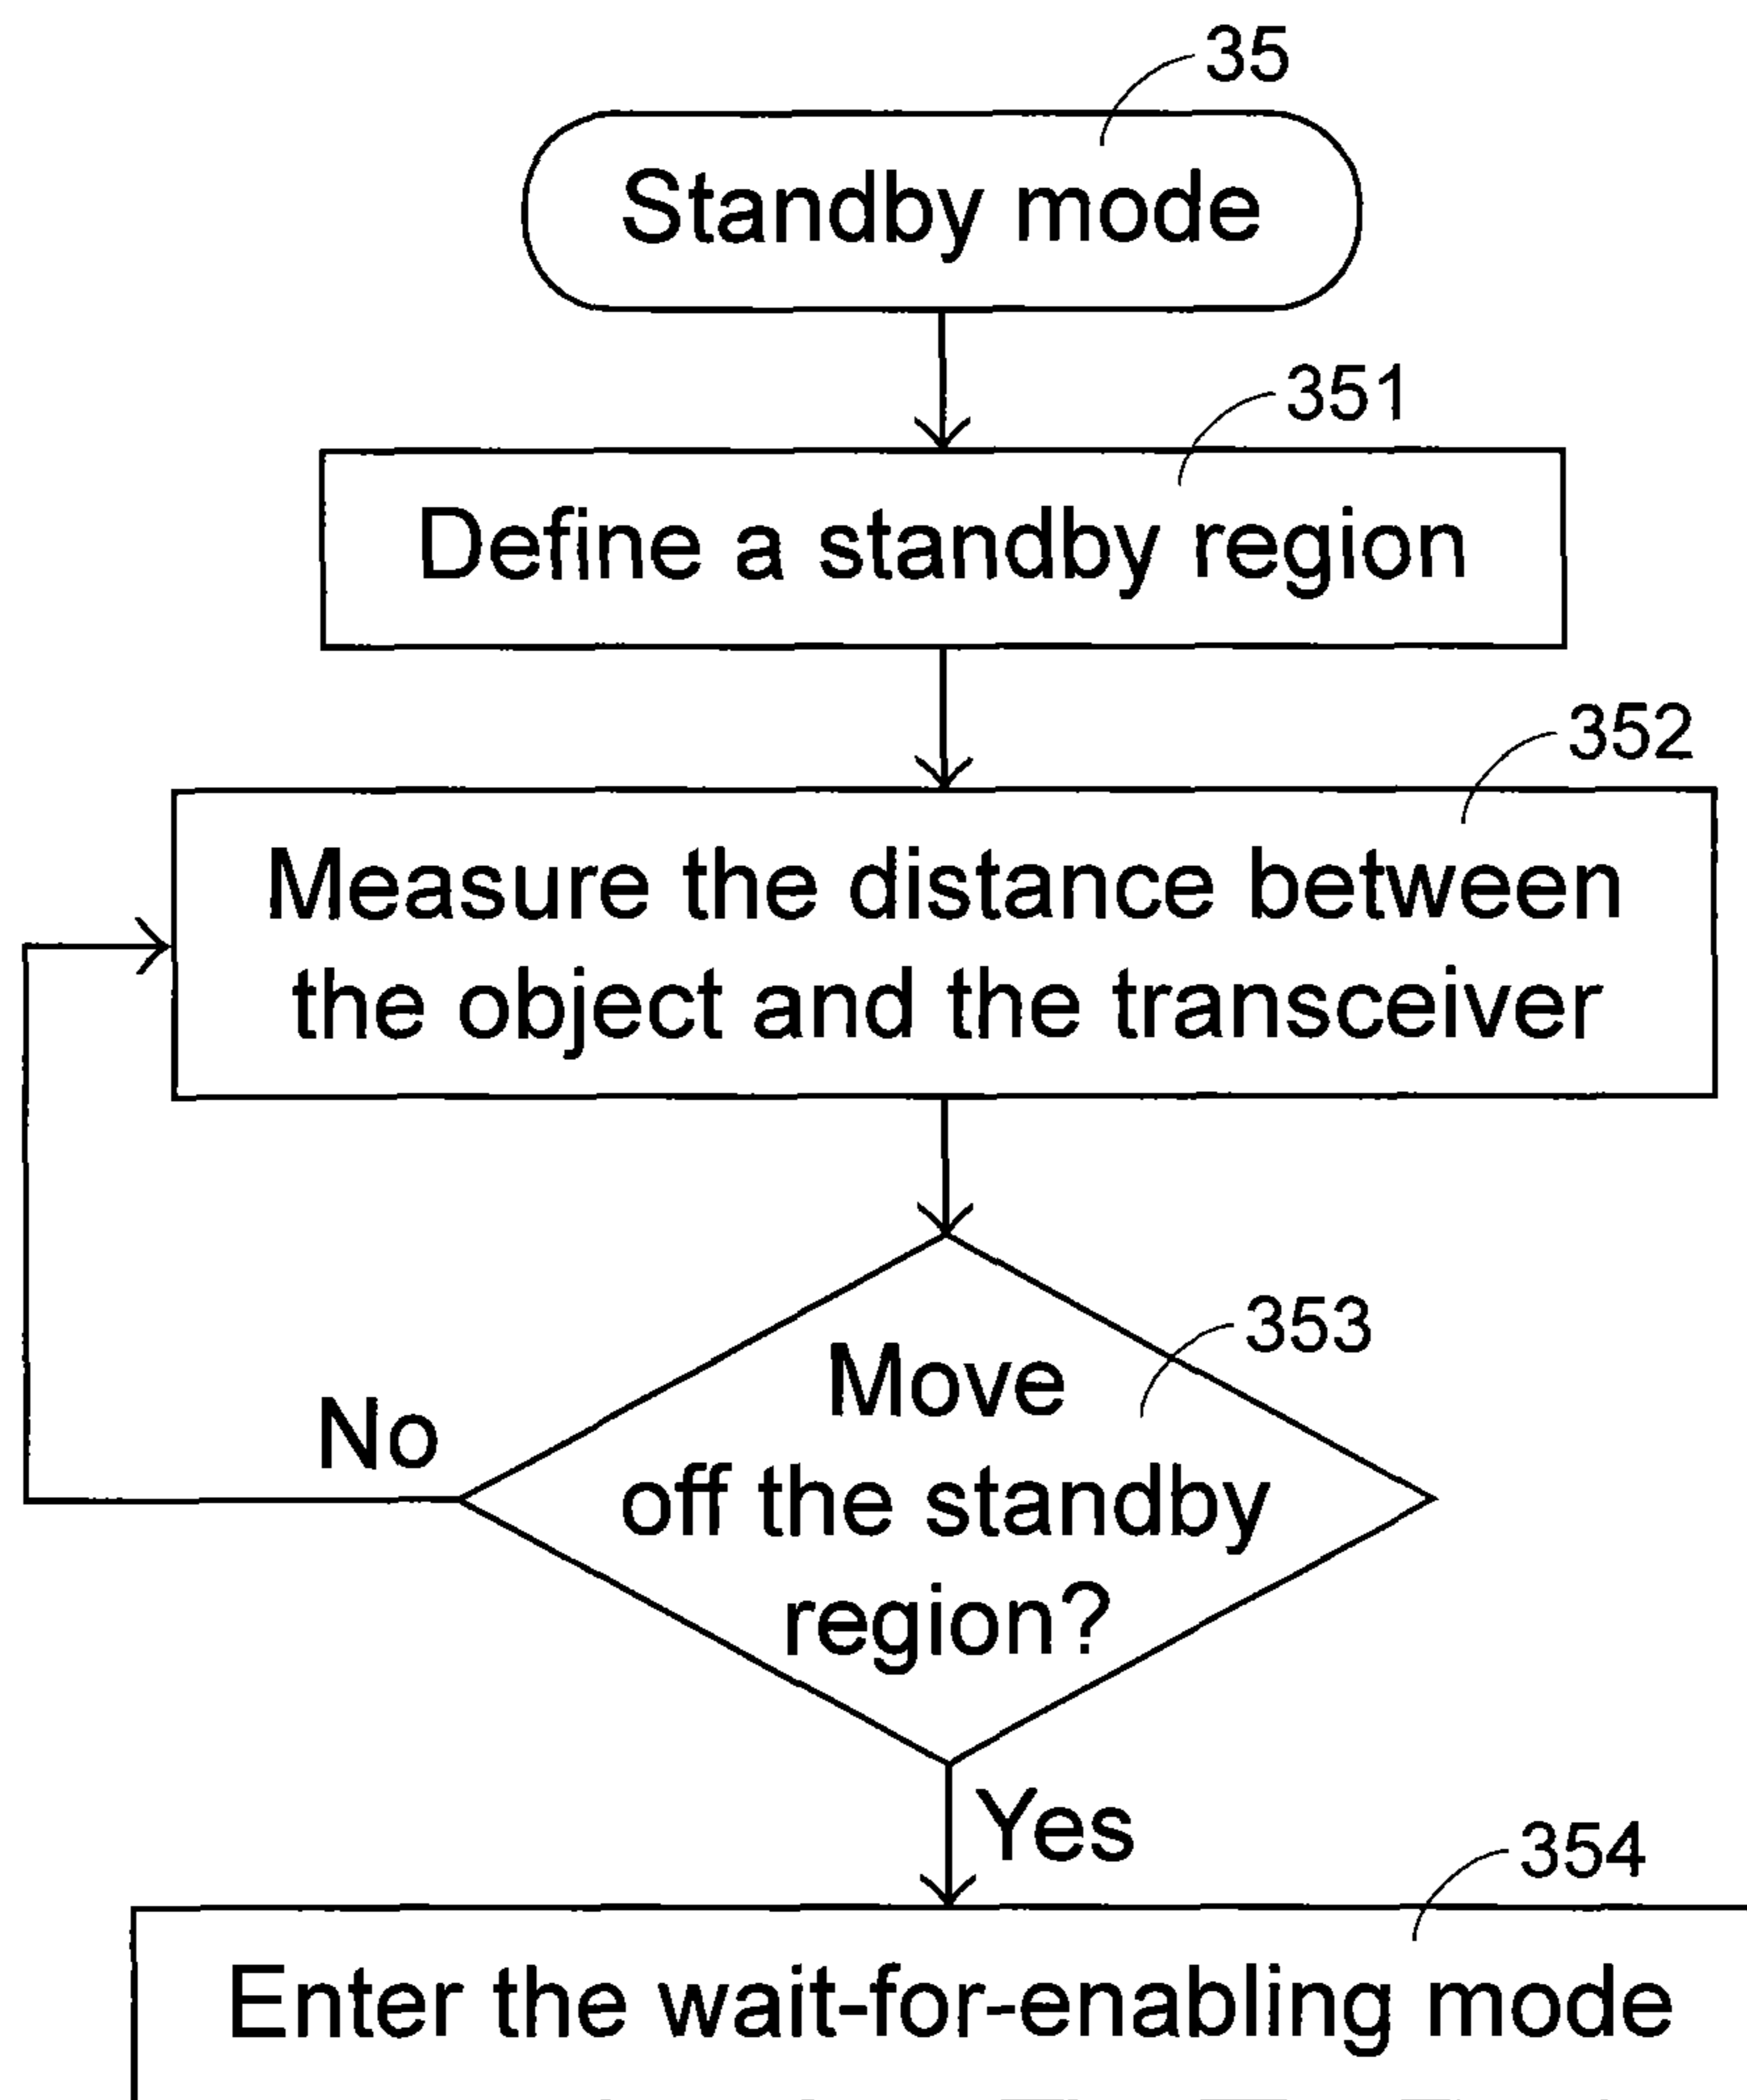 35
Standby mode
351
Define a standby region
352
Measure the distance between
the object and the transceiver
353
Move
off the standby
region?
No
Yes
354
Enter the wait-for-enabling mode